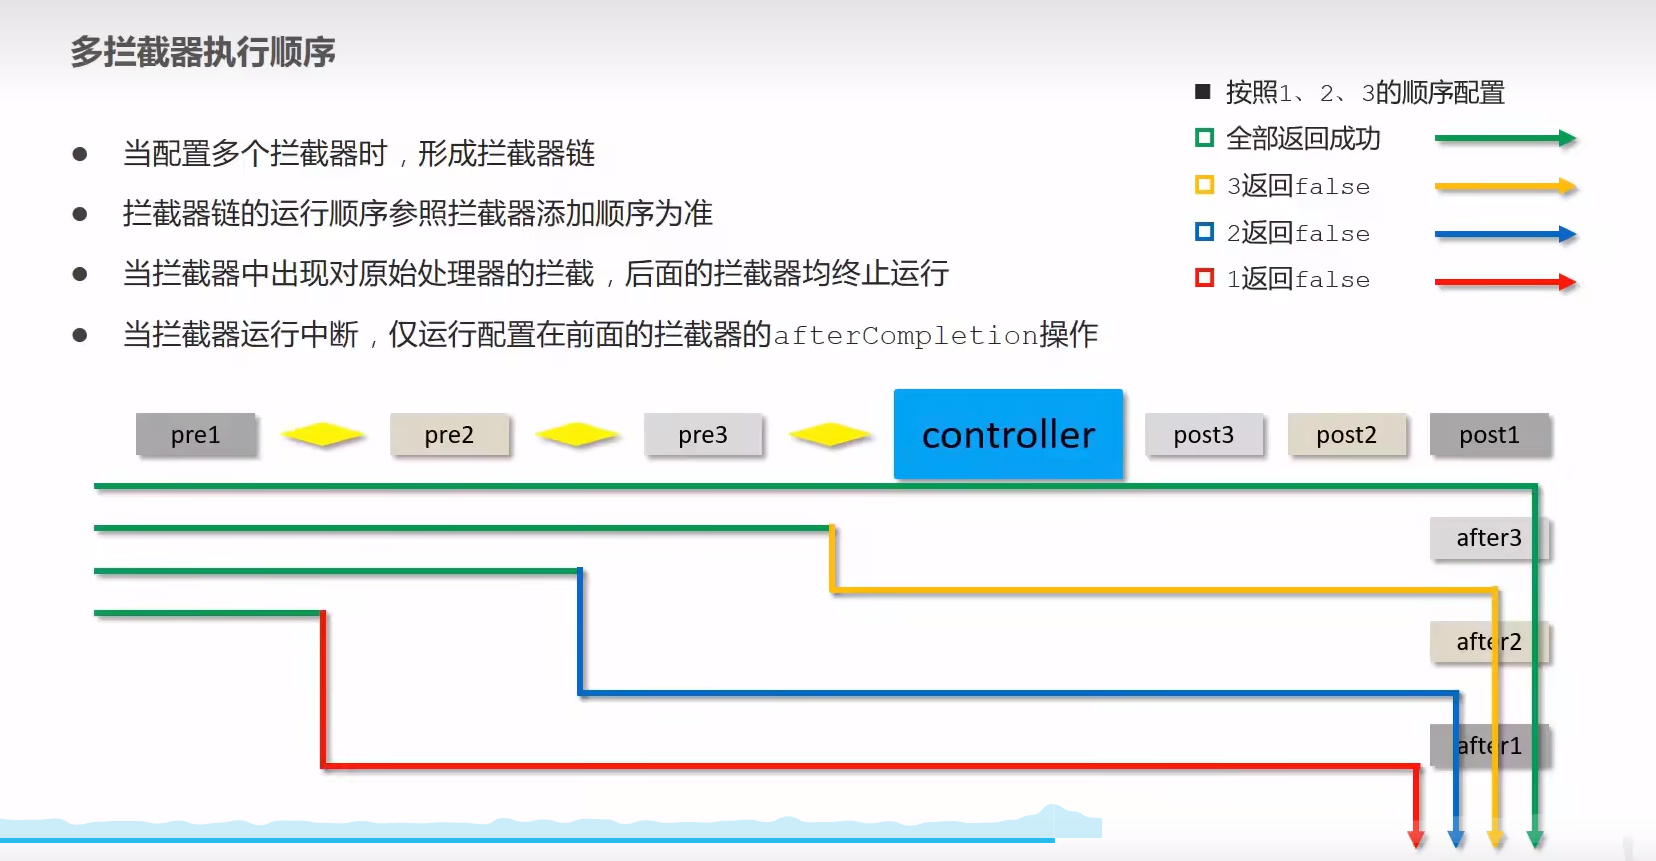 多拦截器执行顺序
当配置多个拦截器时，形成拦截器链
拦截器链的运行顺序参照拦截器添加顺序为准
当拦截器中出现对原始处理器的拦截，后面的拦截器均终止运行
当拦截器运行中断，仅运行配置在前面的拦截器的afterCompletion操作
按照1、2、3的顺序配置
全部返回成功
3返回false
2返回false
1返回false
pre1
pre2
pre3
controller
post3
post2
post1
after3
after2
after1